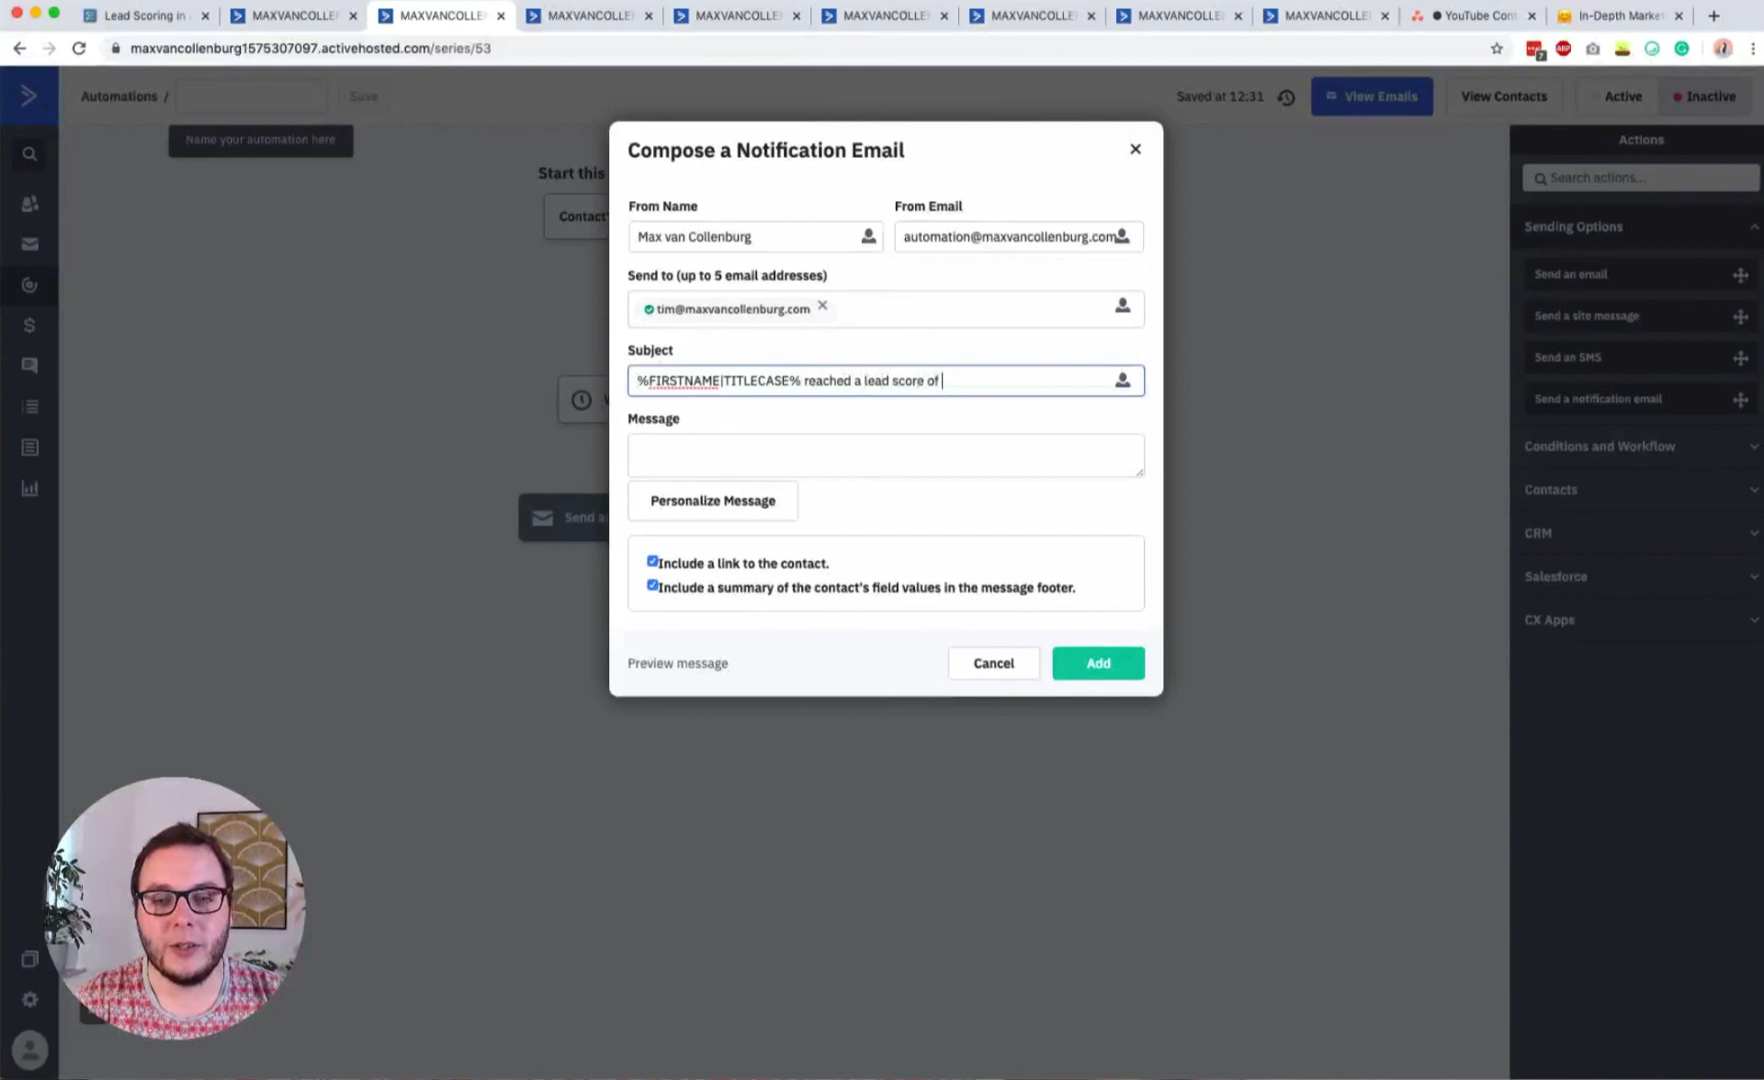 Lead Scoring in
MAXVANCOLLE
MAXVANCOLLE
MAXVANCOLLE
MAXVANCOLLE
MAXVANCOLLE
MAXVANCOLLE
MAXVANCOLLE
MAXVANCOLLE
YouTube Cont
In-Depth Market
maxvancollenburg1575307097.activehosted.com/series/53
ABP
7
Automations /
Save
Saved at 12:31
View Emails
View Contacts
Active
Inactive
Name your automation here
Start this
Contact'
Send a
Compose a Notification Email
From Name
From Email
Max van Collenburg
automation@maxvancollenburg.com
Send to (up to 5 email addresses)
tim@maxvancollenburg.com
Subject
%FIRSTNAME|TITLECASE% reached a lead score of
Message
Personalize Message
Include a link to the contact.
Include a summary of the contact's field values in the message footer.
Preview message
Cancel
Add
Actions
Search actions...
Sending Options
Send an email
Send a site message
Send an SMS
Send a notification email
Conditions and Workflow
Contacts
CRM
Salesforce
CX Apps